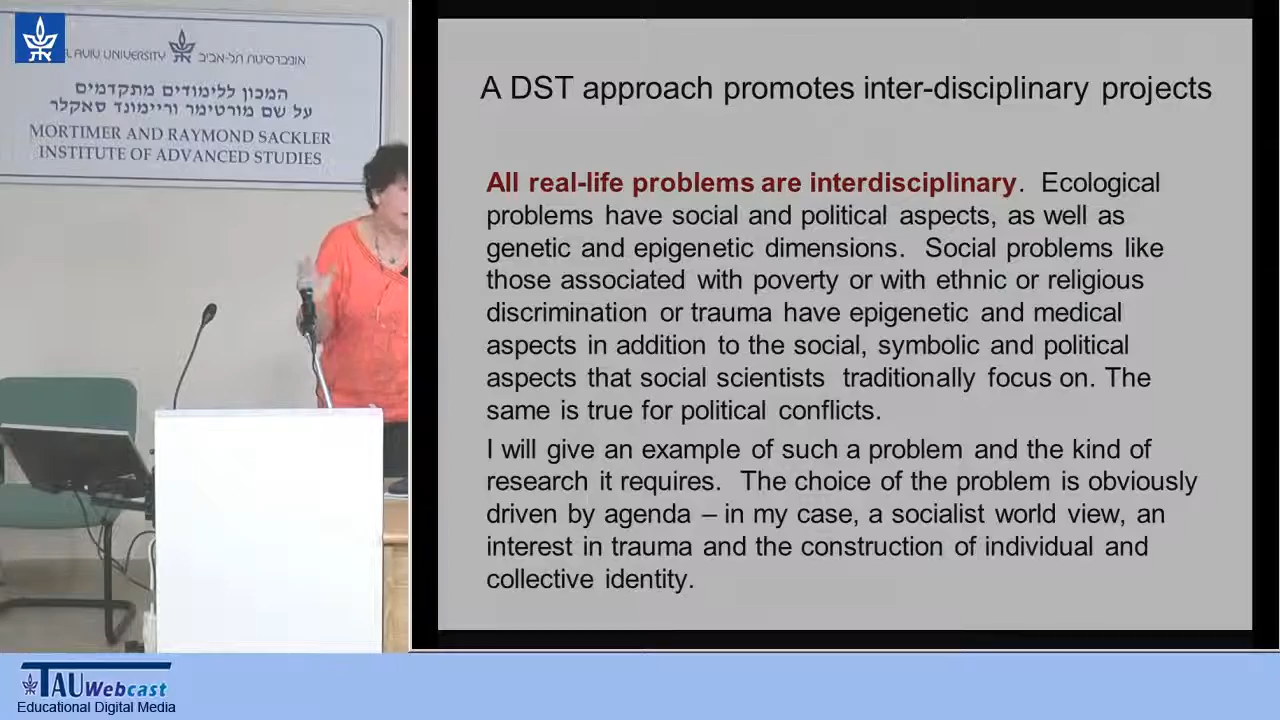 AVIV UNIVERSITY אוניברסיטת תל-אביב
המכון ללימודים מתקדמים
על שם מורטימר וריימונד סאקלר
MORTIMER AND RAYMOND SACKLER
INSTITUTE OF ADVANCED STUDIES
A DST approach promotes inter-disciplinary projects
All real-life problems are interdisciplinary. Ecological
problems have social and political aspects, as well as
genetic and epigenetic dimensions. Social problems like
those associated with poverty or with ethnic or religious
discrimination or trauma have epigenetic and medical
aspects in addition to the social, symbolic and political
aspects that social scientists traditionally focus on. The
same is true for political conflicts.
I will give an example of such a problem and the kind of
research it requires. The choice of the problem is obviously
driven by agenda – in my case, a socialist world view, an
interest in trauma and the construction of individual and
collective identity.
TAU Webcast
Educational Digital Media